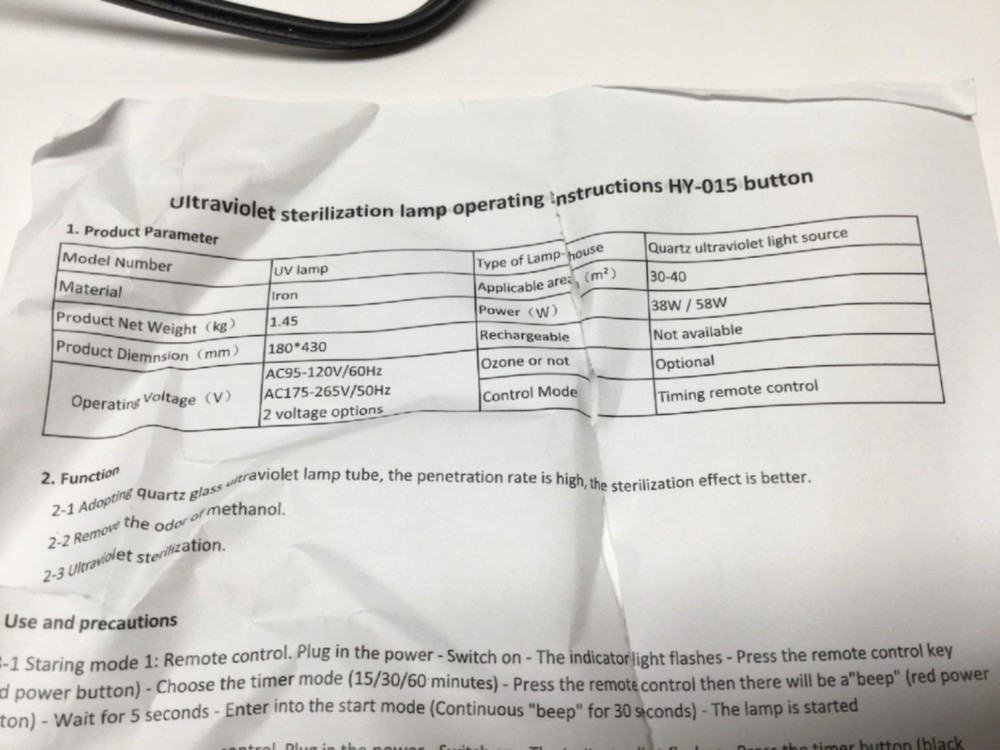 Ultraviolet sterilization lamp operating instructions HY-015 button
1. Product Parameter
Model Number UV lamp Type of Lamp-house Quartz ultraviolet light source
Material Iron Applicable area (m²) 30-40
Product Net Weight (kg) 1.45 Power (W) 38W / 58W
Product Diemnsion (mm) 180*430 Rechargeable Not available
Operating Voltage (V) AC95-120V/60Hz Ozone or not Optional
AC175-265V/50Hz Control Mode Timing remote control
2 voltage options
2. Function
2-1 Adopting quartz glass ultraviolet lamp tube, the penetration rate is high, the sterilization effect is better.
2-2 Remove the odor of methanol.
2-3 Ultraviolet sterilization.
Use and precautions
-1 Staring mode 1: Remote control. Plug in the power - Switch on - The indicator light flashes - Press the remote control key
d power button) - Choose the timer mode (15/30/60 minutes) - Press the remote control then there will be a"beep" (red power
ton) - Wait for 5 seconds - Enter into the start mode (Continuous "beep" for 30 seconds) - The lamp is started
the timer button (black